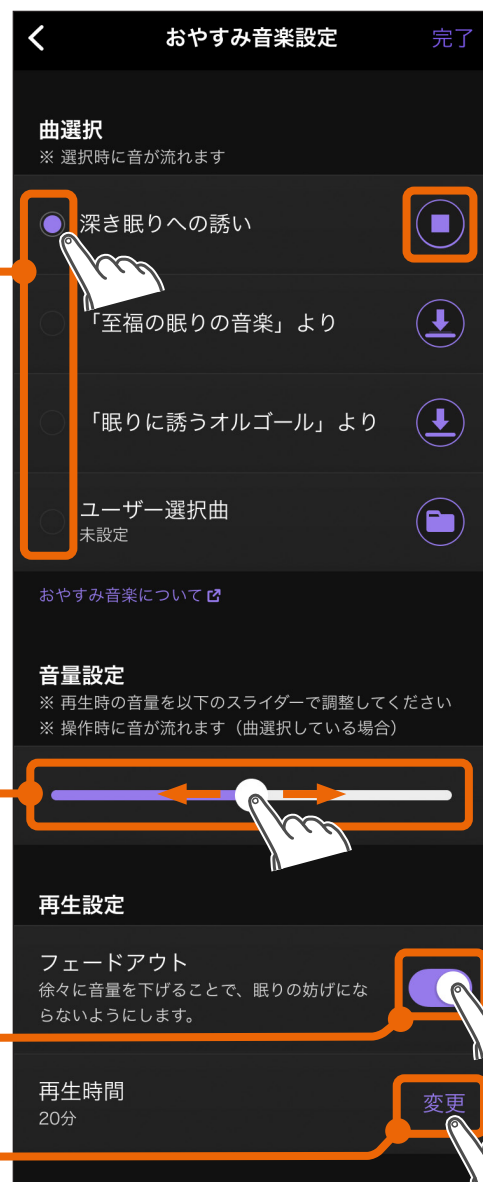 おやすみ音楽設定
完了
曲選択
※ 選択時に音が流れます
深き眠りへの誘い
「至福の眠りの音楽」より
「眠りに誘うオルゴール」より
ユーザー選択曲
未設定
おやすみ音楽について
音量設定
※ 再生時の音量を以下のスライダーで調整してください
※ 操作時に音が流れます（曲選択している場合）
再生設定
フェードアウト
徐々に音量を下げることで、眠りの妨げにな
らないようにします。
再生時間
20分
変更